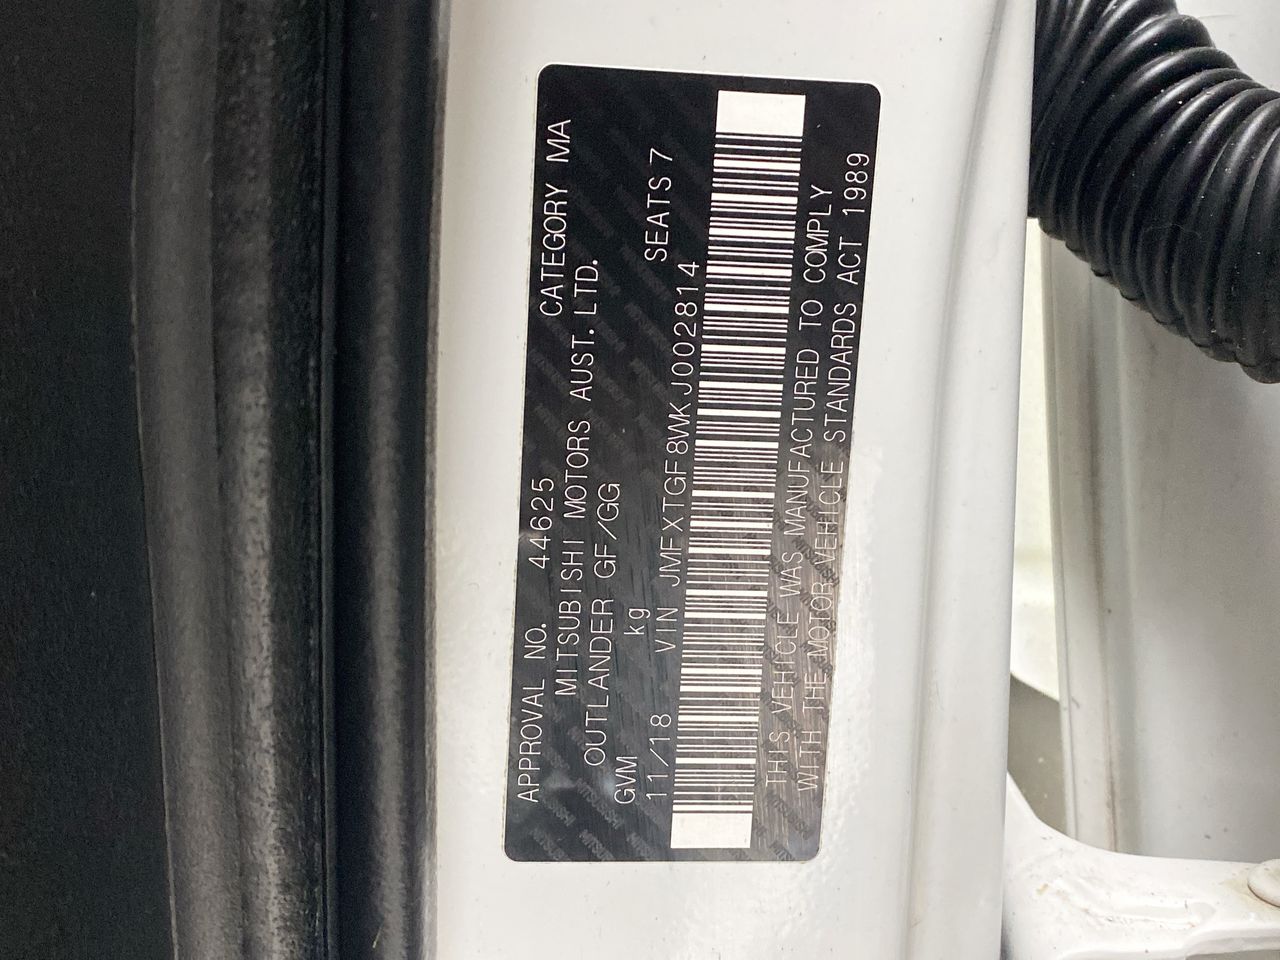 APPROVAL NO. 44625 CATEGORY MA
MITSUBISHI MOTORS AUST. LTD.
OUTLANDER GF/GG
GVM kg SEATS 7
11/18 VIN JMFXTGF8WKJ002814
THIS VEHICLE WAS MANUFACTURED TO COMPLY
WITH THE MOTOR VEHICLE STANDARDS ACT 1989